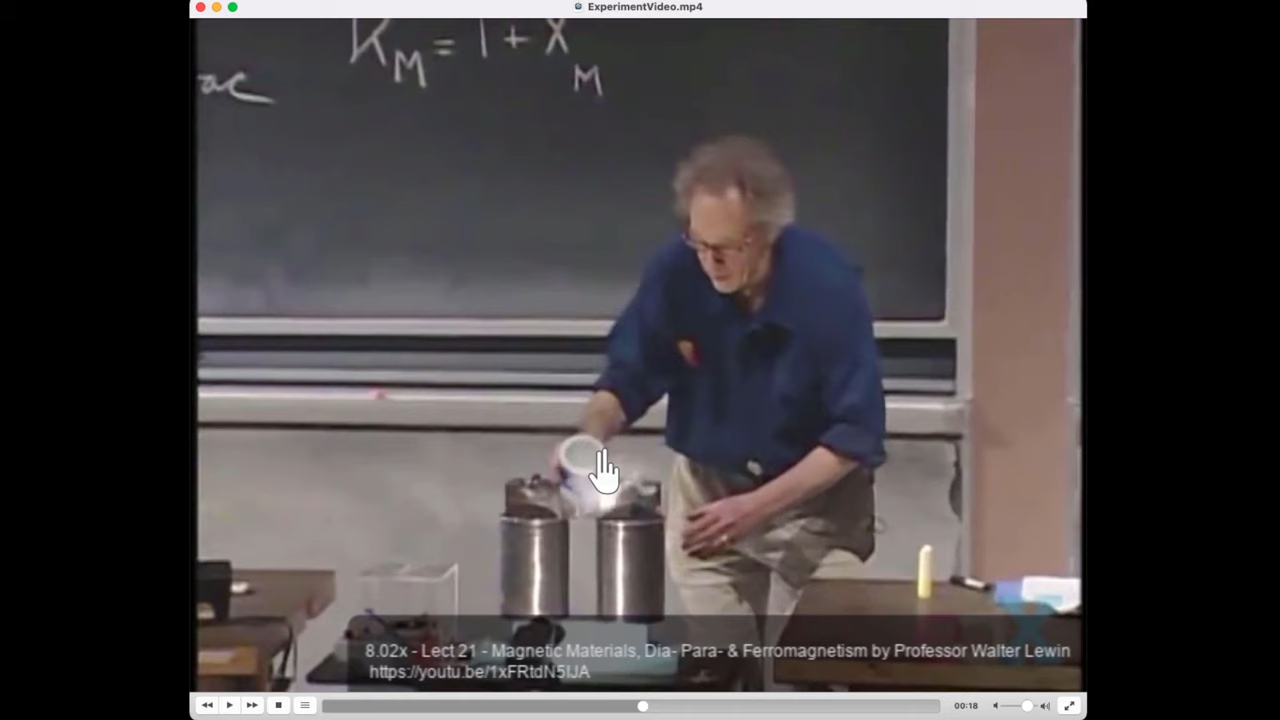 ExperimentVideo.mp4
K_M = 1 + X_M
ac
8.02x - Lect 21 - Magnetic Materials, Dia- Para- & Ferromagnetism by Professor Walter Lewin
https://youtu.be/1xFRtdN5IJA
00:18